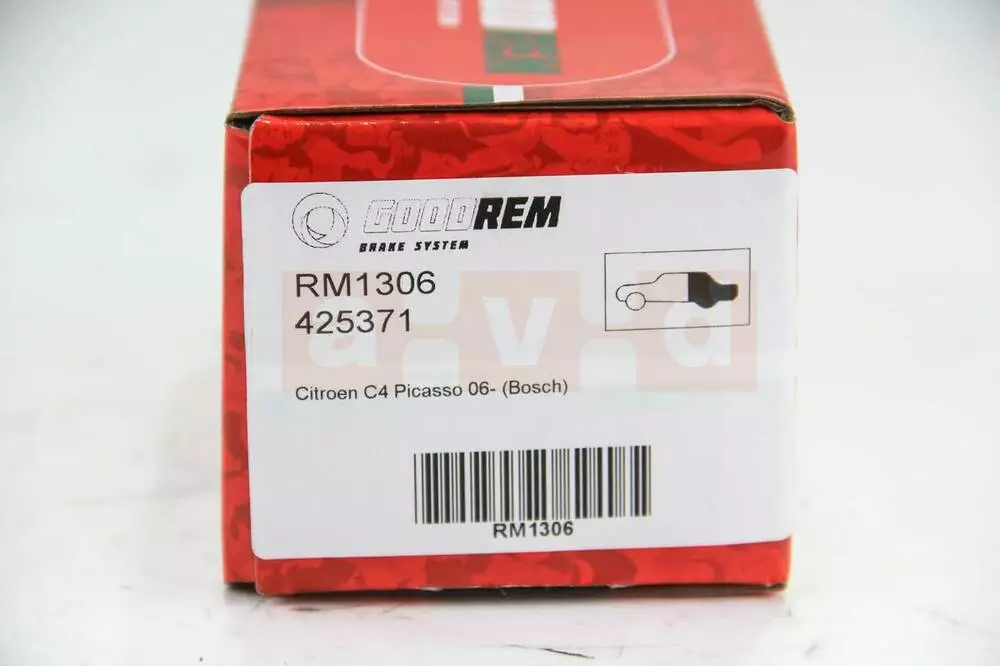 GOODREM
BRAKE SYSTEM
RM1306
425371
a.v.d
Citroen C4 Picasso 06- (Bosch)
RM1306